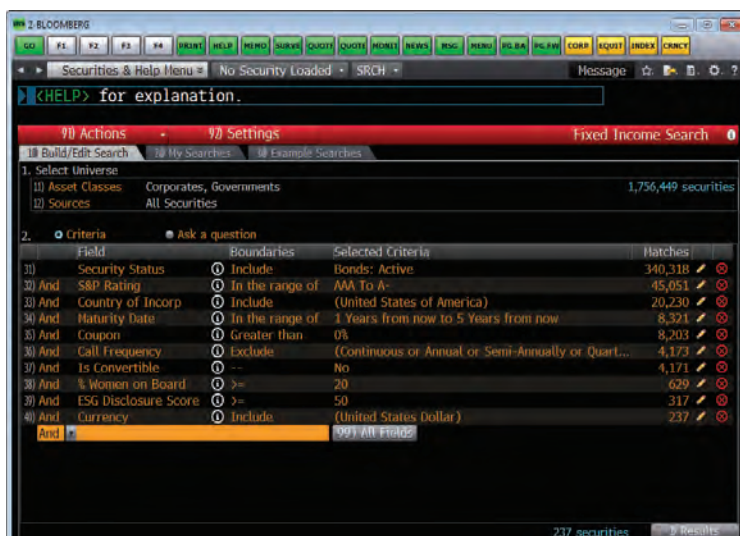 2-BLOOMBERG
GO F1 F2 F3 F4 PRINT HELP MEMO SURVE QUOTE QUOTE MONIT NEWS MSG MENU PG.BA PG.FW CORP EQUIT INDEX CRNCY
Securities & Help Menu No Security Loaded SRCH Message
<HELP> for explanation.
91) Actions 92) Settings Fixed Income Search
Build/Edit Search My Searches Example Searches
1. Select Universe
11) Asset Classes Corporates, Governments 1,756,449 securities
12) Sources All Securities
2. Criteria Ask a question
Field Boundaries Selected Criteria Matches
31) Security Status Include Bonds: Active 340,318
32) And S&P Rating In the range of AAA To A- 45,051
33) And Country of Incorp Include (United States of America) 20,230
34) And Maturity Date In the range of 1 Years from now to 5 Years from now 8,321
35) And Coupon Greater than 0% 8,203
36) And Call Frequency Exclude (Continuous or Annual or Semi-Annually or Quart... 4,173
37) And Is Convertible -- No 4,171
38) And % Women on Board >= 20 629
39) And ESG Disclosure Score >= 50 317
40) And Currency Include (United States Dollar) 237
And 99) All Fields
237 securities Results